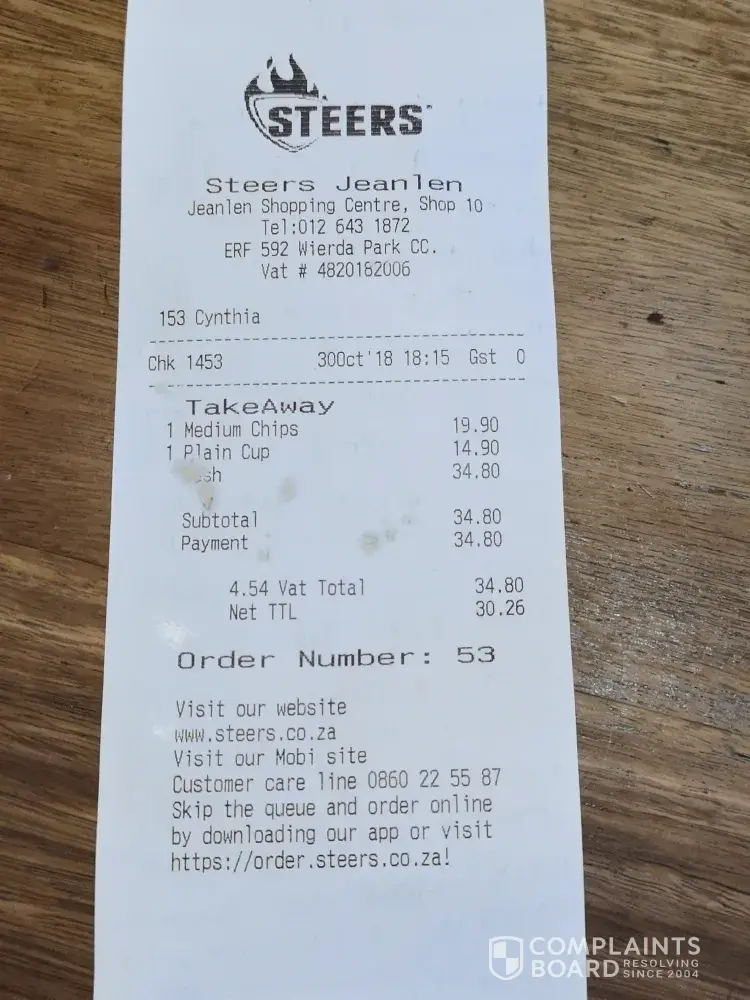 STEERS
Steers Jeanlen
Jeanlen Shopping Centre, Shop 10
Tel:012 643 1872
ERF 592 Wierda Park CC.
Vat # 4820182006
153 Cynthia
Chk 1453 30Oct'18 18:15 Gst 0
TakeAway
1 Medium Chips 19.90
1 Plain Cup 14.90
34.80
Subtotal 34.80
Payment 34.80
4.54 Vat Total 34.80
Net TTL 30.26
Order Number: 53
Visit our website
www.steers.co.za
Visit our Mobi site
Customer care line 0860 22 55 87
Skip the queue and order online
by downloading our app or visit
https://order.steers.co.za!
COMPLAINTS
BOARD RESOLVING SINCE 2004